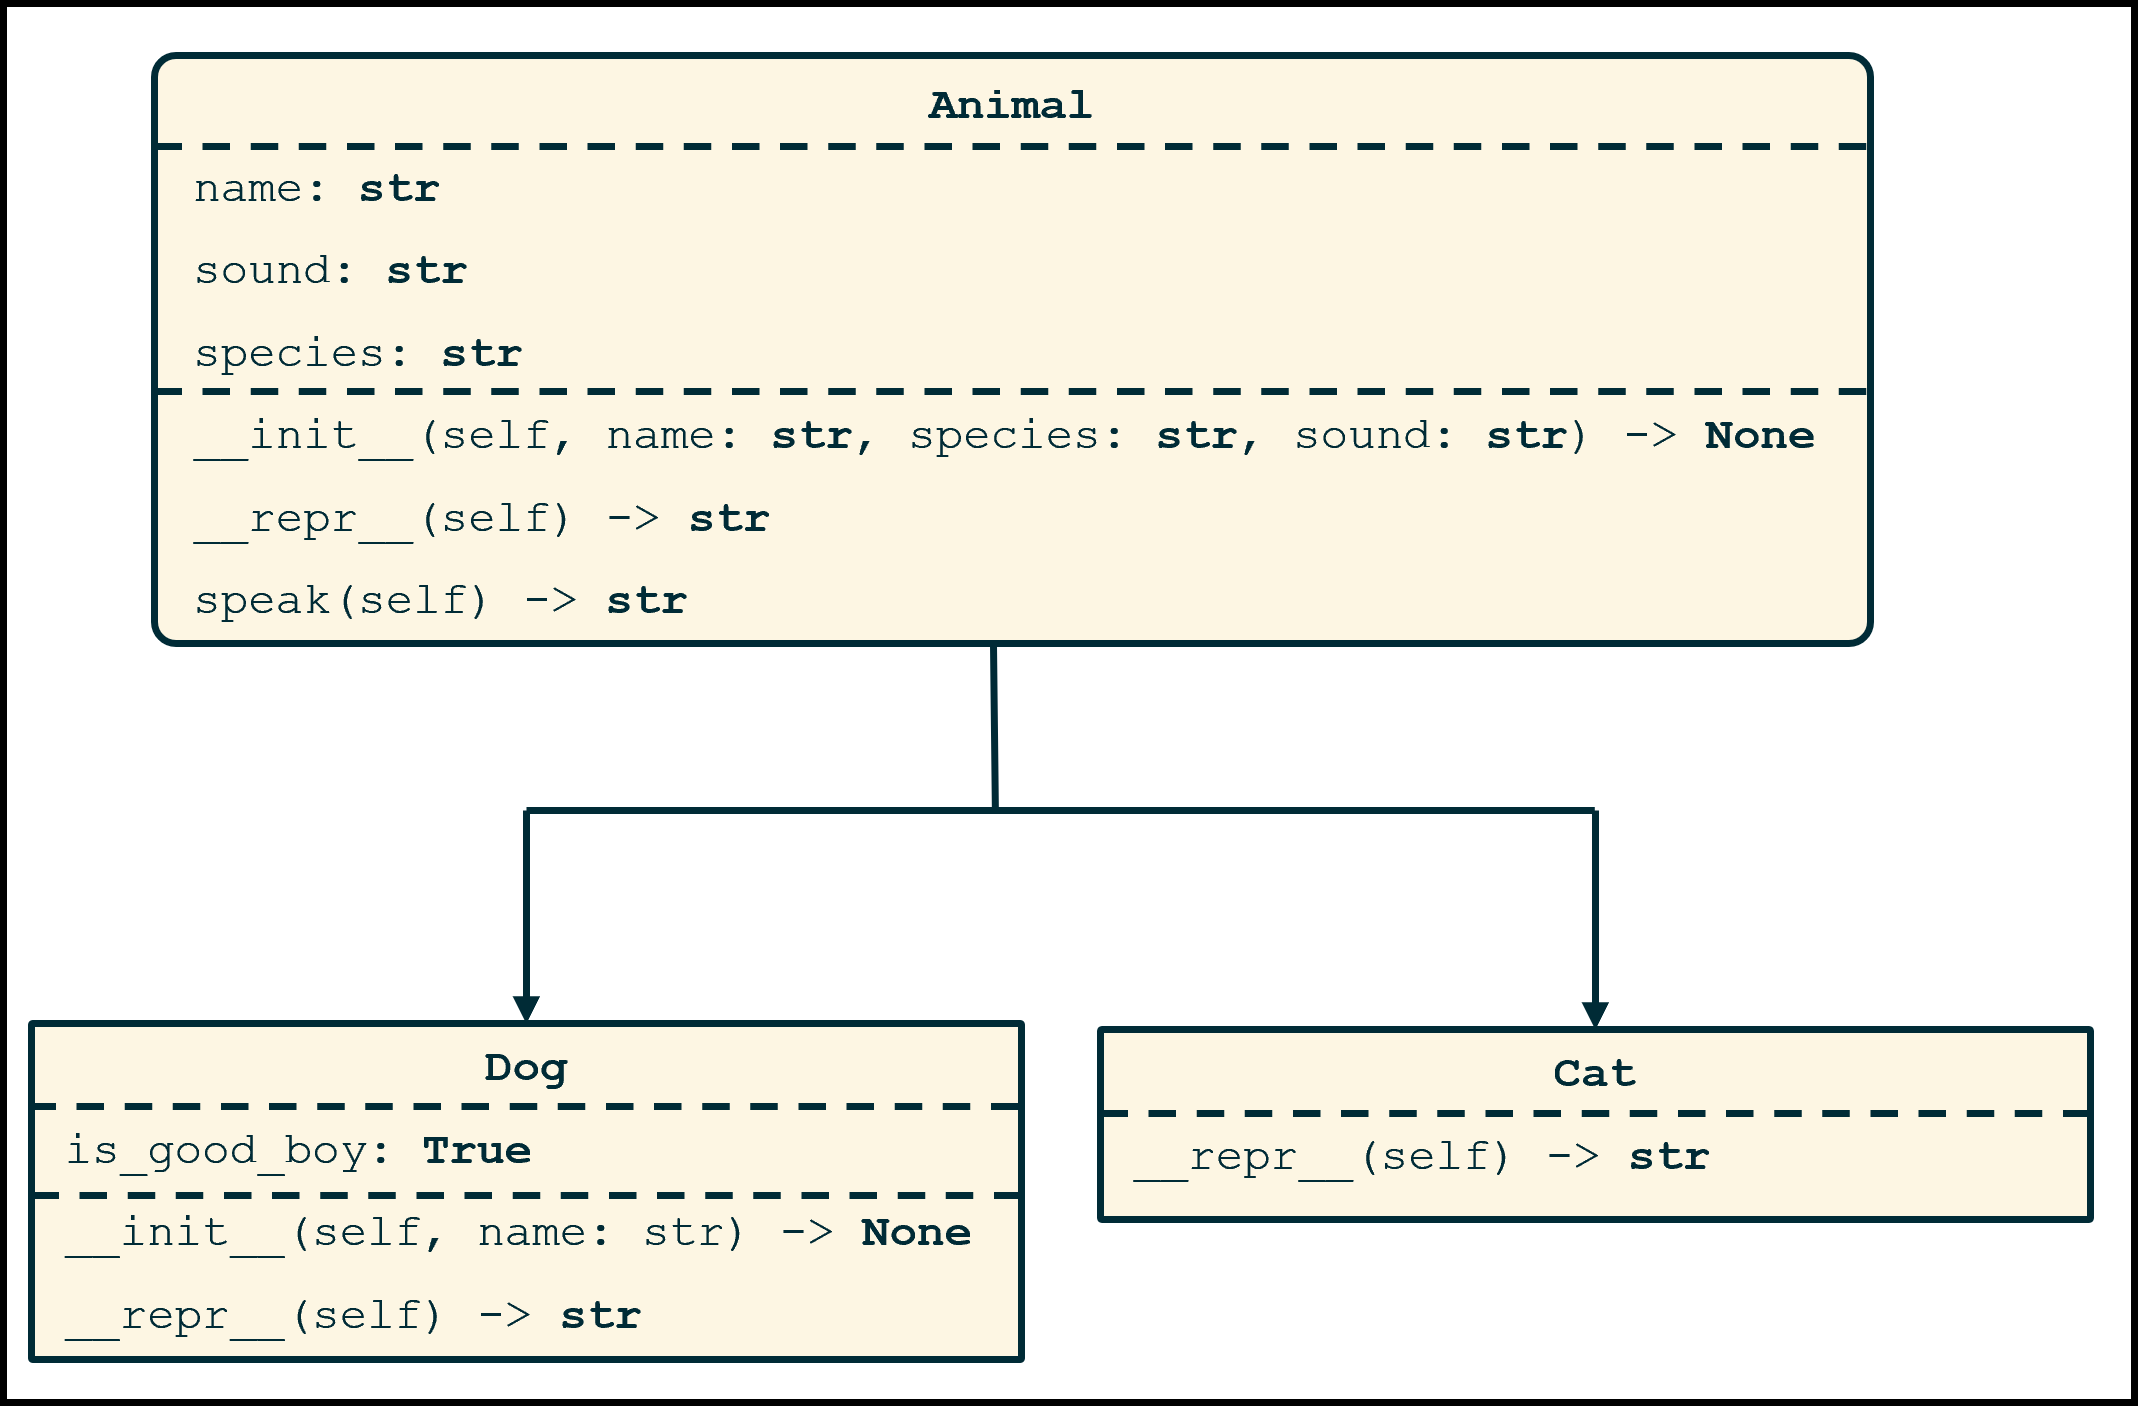 Animal
name: str
sound: str
species: str
__init__(self, name: str, species: str, sound: str) -> None
__repr__(self) -> str
speak(self) -> str
Dog
is_good_boy: True
__init__(self, name: str) -> None
__repr__(self) -> str
Cat
__repr__(self) -> str